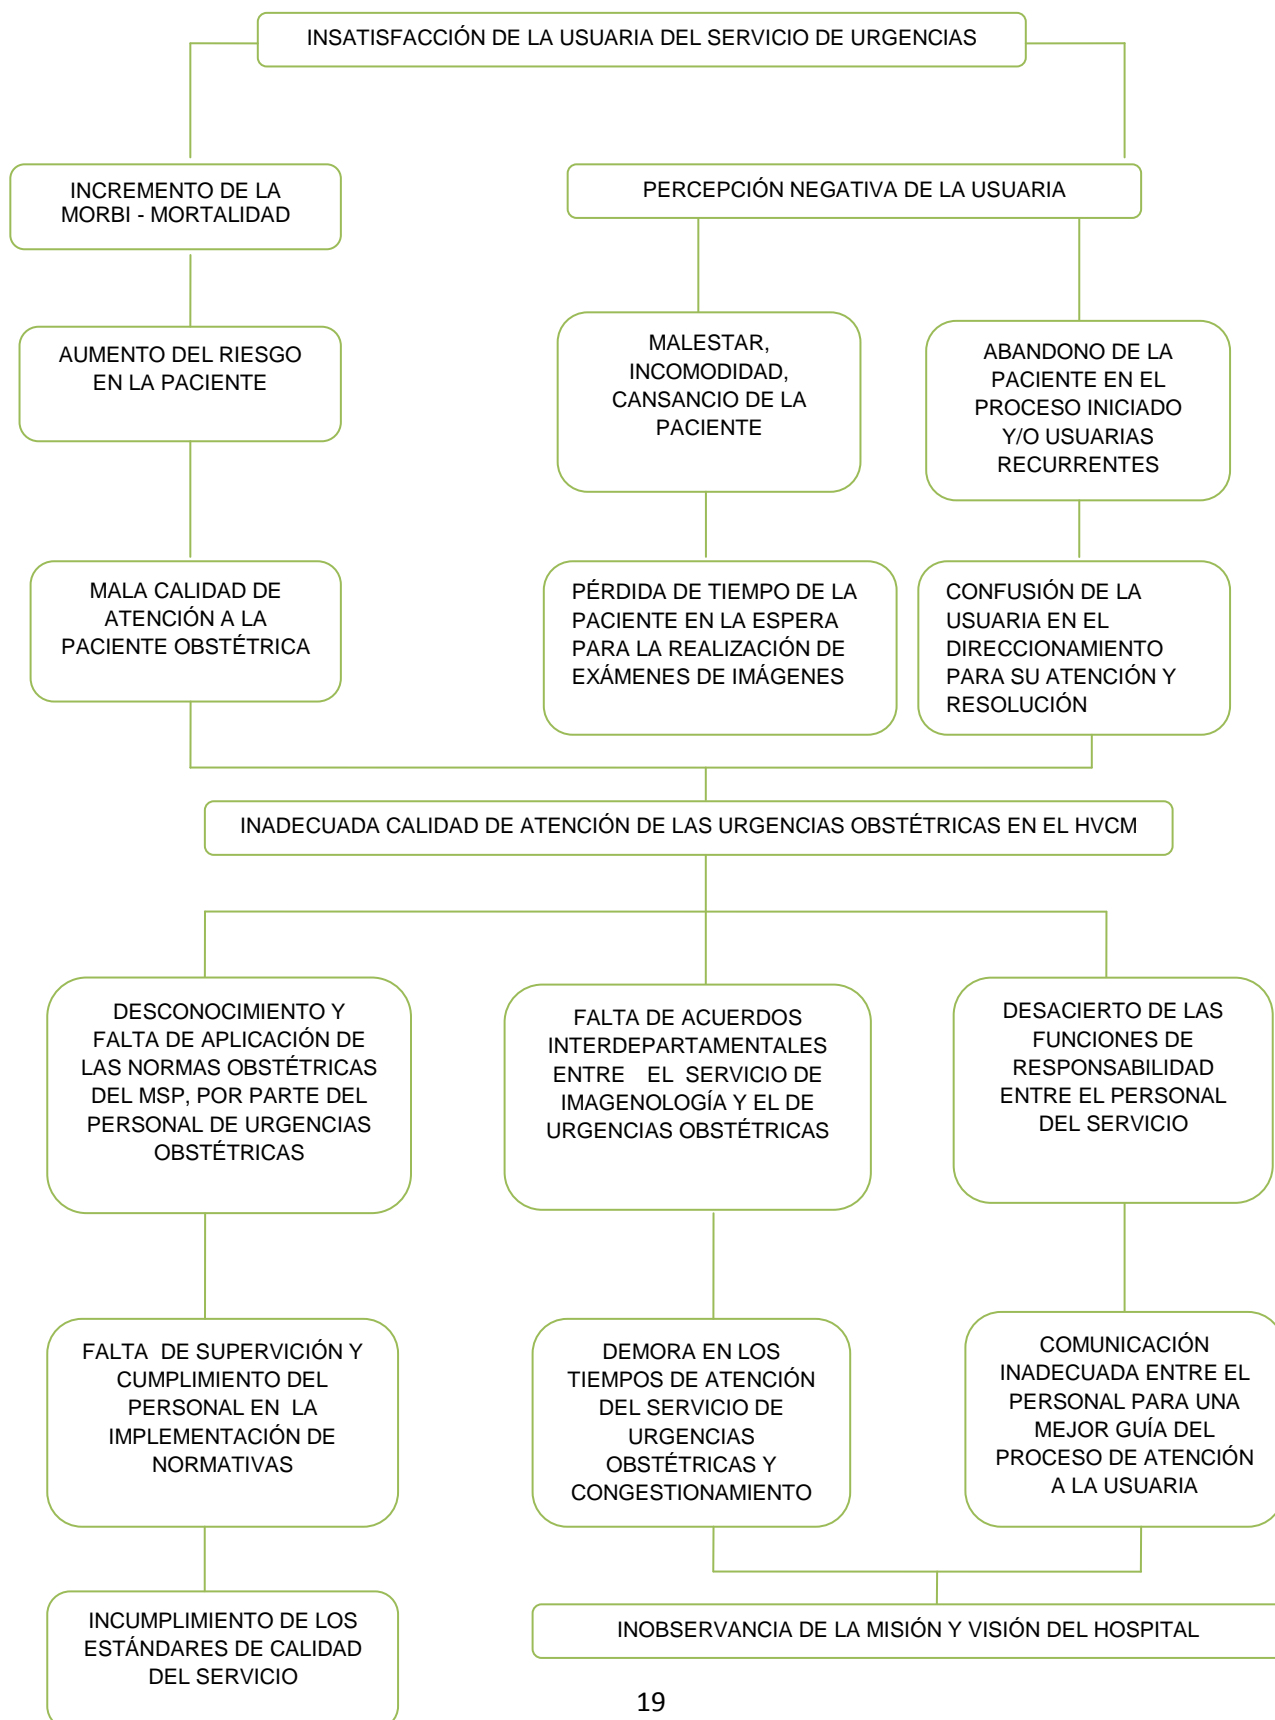 INSATISFACCIÓN DE LA USUARIA DEL SERVICIO DE URGENCIAS
INCREMENTO DE LA
MORBI - MORTALIDAD
PERCEPCIÓN NEGATIVA DE LA USUARIA
AUMENTO DEL RIESGO
EN LA PACIENTE
MALESTAR,
INCOMODIDAD,
CANSANCIO DE LA
PACIENTE
ABANDONO DE LA
PACIENTE EN EL
PROCESO INICIADO
Y/O USUARIAS
RECURRENTES
MALA CALIDAD DE
ATENCIÓN A LA
PACIENTE OBSTÉTRICA
PÉRDIDA DE TIEMPO DE LA
PACIENTE EN LA ESPERA
PARA LA REALIZACIÓN DE
EXÁMENES DE IMÁGENES
CONFUSIÓN DE LA
USUARIA EN EL
DIRECCIONAMIENTO
PARA SU ATENCIÓN Y
RESOLUCIÓN
INADECUADA CALIDAD DE ATENCIÓN DE LAS URGENCIAS OBSTÉTRICAS EN EL HVCM
DESCONOCIMIENTO Y
FALTA DE APLICACIÓN DE
LAS NORMAS OBSTÉTRICAS
DEL MSP, POR PARTE DEL
PERSONAL DE URGENCIAS
OBSTÉTRICAS
FALTA DE ACUERDOS
INTERDEPARTAMENTALES
ENTRE EL SERVICIO DE
IMAGENOLOGÍA Y EL DE
URGENCIAS OBSTÉTRICAS
DESACIERTO DE LAS
FUNCIONES DE
RESPONSABILIDAD
ENTRE EL PERSONAL
DEL SERVICIO
FALTA DE SUPERVISIÓN Y
CUMPLIMIENTO DEL
PERSONAL EN LA
IMPLEMENTACIÓN DE
NORMATIVAS
DEMORA EN LOS
TIEMPOS DE ATENCIÓN
DEL SERVICIO DE
URGENCIAS
OBSTÉTRICAS Y
CONGESTIONAMIENTO
COMUNICACIÓN
INADECUADA ENTRE EL
PERSONAL PARA UNA
MEJOR GUÍA DEL
PROCESO DE ATENCIÓN
A LA USUARIA
INCUMPLIMIENTO DE LOS
ESTÁNDARES DE CALIDAD
DEL SERVICIO
INOBSERVANCIA DE LA MISIÓN Y VISIÓN DEL HOSPITAL
19